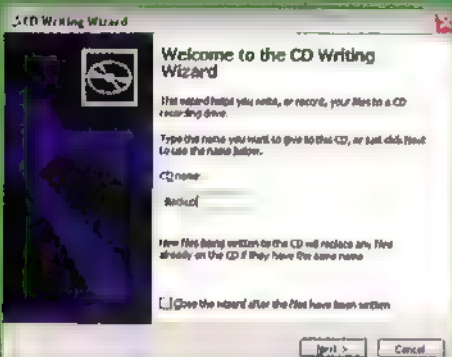 CD Writing Wizard
Welcome to the CD Writing
Wizard
This wizard helps you write, or record, your files to a CD
recording drive.
Type the name you want to give to this CD, or just click Next
to use the name below.
CD name:
Backup
New files being written to the CD will replace any files
already on the CD if they have the same name.
Close the wizard after the files have been written
Next >
Cancel